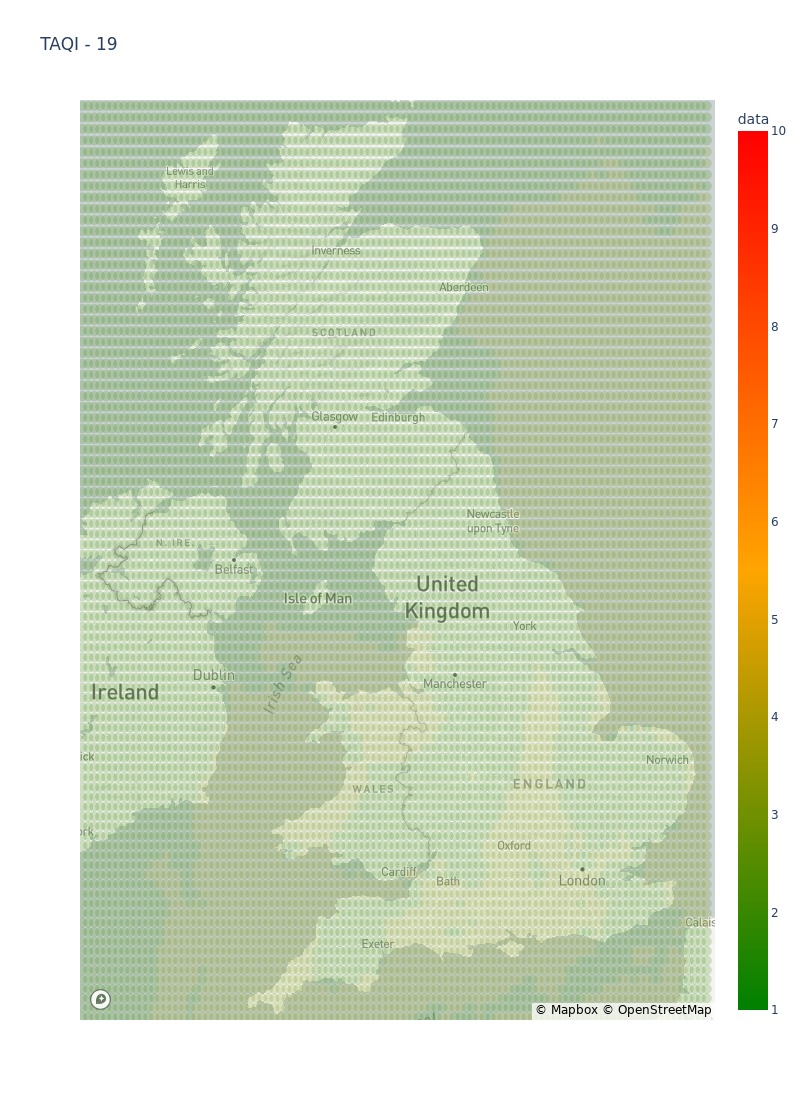 TAQI - 19
data
10
9
8
7
6
5
4
3
2
1
Lewis and
Harris
Inverness
Aberdeen
SCOTLAND
Glasgow
Edinburgh
Newcastle
upon Tyne
N. IRE.
Belfast
Isle of Man
United
Kingdom
York
Dublin
Manchester
Ireland
Irish Sea
ick
Norwich
WALES
ENGLAND
rk
Oxford
Cardiff
Bath
London
Calais
Exeter
© Mapbox © OpenStreetMap